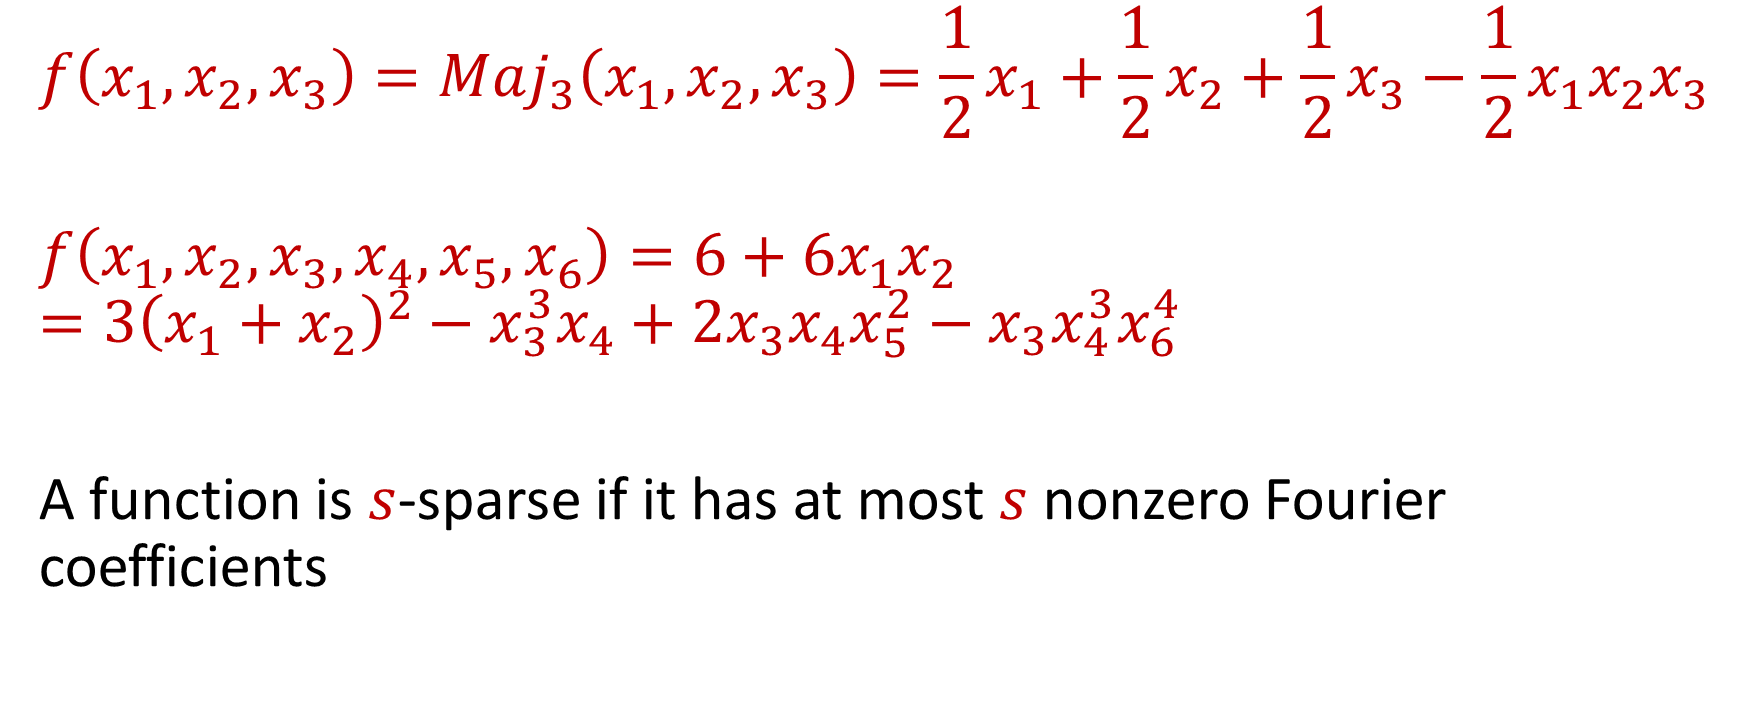 f(x₁, x₂, x₃) = Maj₃(x₁, x₂, x₃) = 1/2 x₁ + 1/2 x₂ + 1/2 x₃ − 1/2 x₁x₂x₃
f(x₁, x₂, x₃, x₄, x₅, x₆) = 6 + 6x₁x₂
= 3(x₁ + x₂)² − x₃³x₄ + 2x₃x₄x₅² − x₃x₄³x₆⁴
A function is s-sparse if it has at most s nonzero Fourier
coefficients